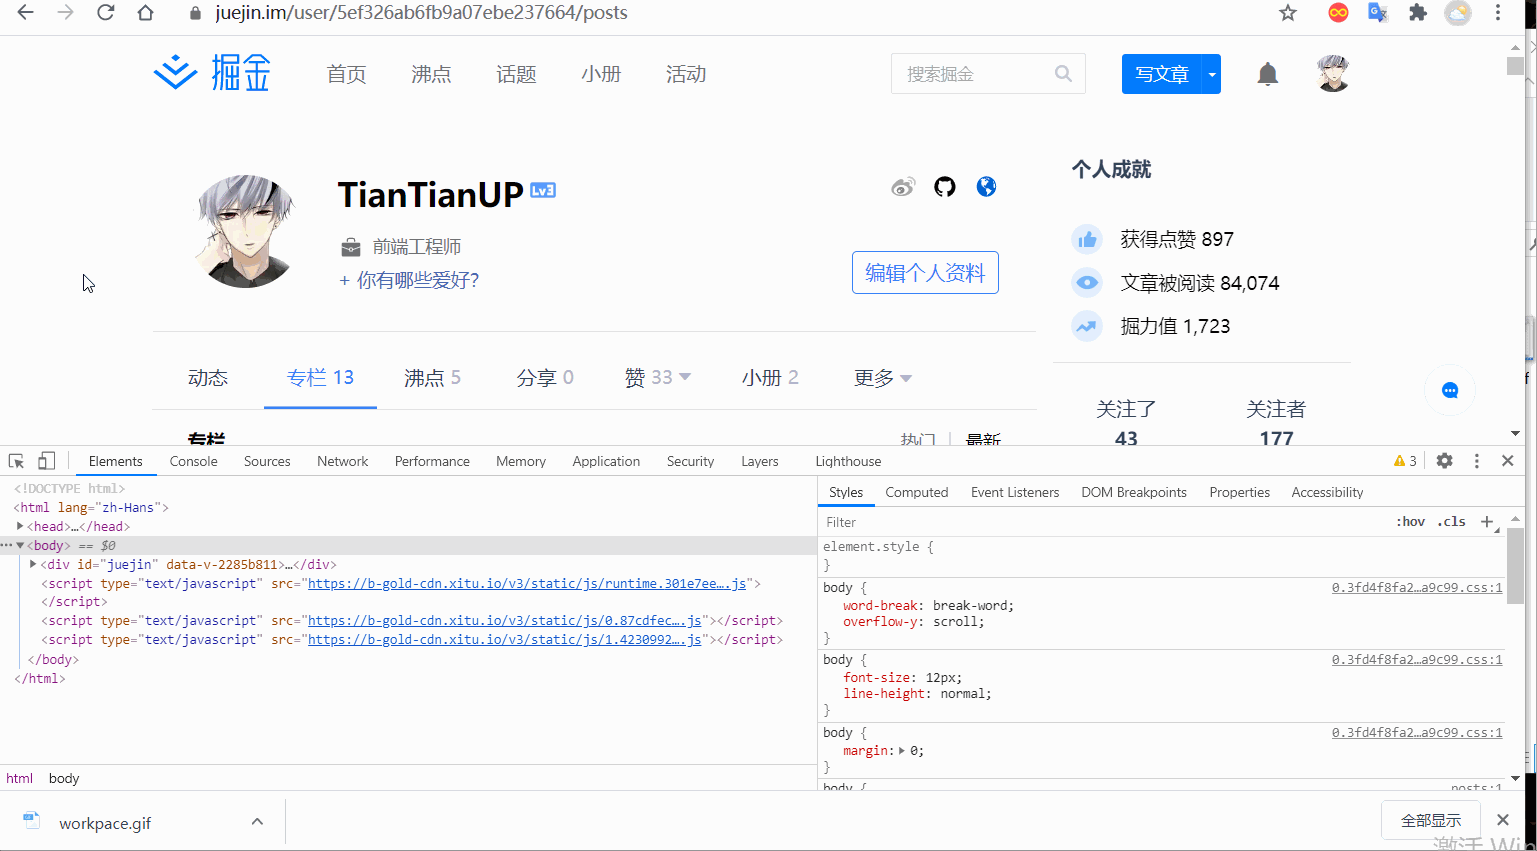 juejin.im/user/5ef326ab6fb9a07ebe237664/posts
掘金 首页 沸点 话题 小册 活动 搜索掘金 写文章
TianTianUP Lv3
前端工程师
+ 你有哪些爱好?
编辑个人资料
个人成就
获得点赞 897
文章被阅读 84,074
掘力值 1,723
动态 专栏 13 沸点 5 分享 0 赞 33 小册 2 更多
关注了 关注者
43 177
专栏 热门 最新
Elements Console Sources Network Performance Memory Application Security Layers Lighthouse 3
<!DOCTYPE html>
<html lang="zh-Hans">
<head>…</head>
<body> == $0
<div id="juejin" data-v-2285b811>…</div>
<script type="text/javascript" src="https://b-gold-cdn.xitu.io/v3/static/js/runtime.301e7ee….js">
</script>
<script type="text/javascript" src="https://b-gold-cdn.xitu.io/v3/static/js/0.87cdfec….js"></script>
<script type="text/javascript" src="https://b-gold-cdn.xitu.io/v3/static/js/1.4230992….js"></script>
</body>
</html>
html body
Styles Computed Event Listeners DOM Breakpoints Properties Accessibility
Filter :hov .cls +
element.style {
}
body { 0.3fd4f8fa2…a9c99.css:1
word-break: break-word;
overflow-y: scroll;
}
body { 0.3fd4f8fa2…a9c99.css:1
font-size: 12px;
line-height: normal;
}
body { 0.3fd4f8fa2…a9c99.css:1
margin: 0;
}
body { posts:1
workpace.gif 全部显示
激活 Win